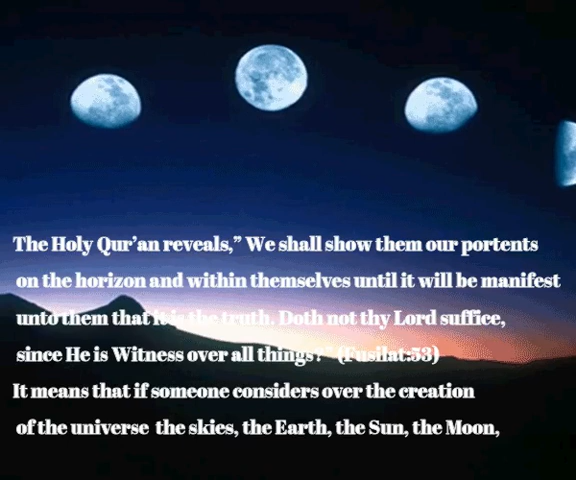 The Holy Qur’an reveals,” We shall show them our portents
on the horizon and within themselves until it will be manifest
unto them that it is the truth. Doth not thy Lord suffice,
since He is Witness over all things?” (Fusilat:53)
It means that if someone considers over the creation
of the universe the skies, the Earth, the Sun, the Moon,